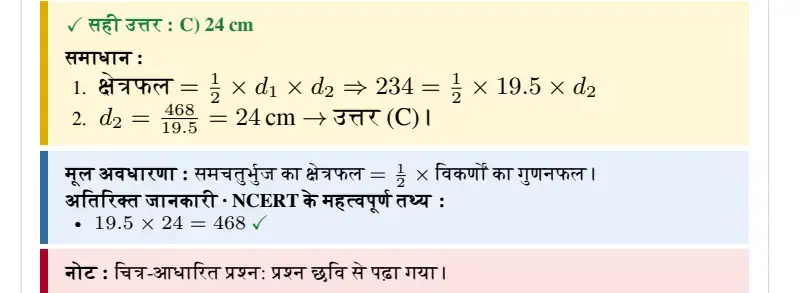 ✓ सही उत्तर : C) 24 cm
समाधान :
1. क्षेत्रफल = 1/2 × d₁ × d₂ ⇒ 234 = 1/2 × 19.5 × d₂
2. d₂ = 468/19.5 = 24 cm → उत्तर (C)।
मूल अवधारणा : समचतुर्भुज का क्षेत्रफल = 1/2 × विकर्णों का गुणनफल।
अतिरिक्त जानकारी · NCERT के महत्वपूर्ण तथ्य :
• 19.5 × 24 = 468 ✓
नोट : चित्र-आधारित प्रश्न: प्रश्न छवि से पढ़ा गया।